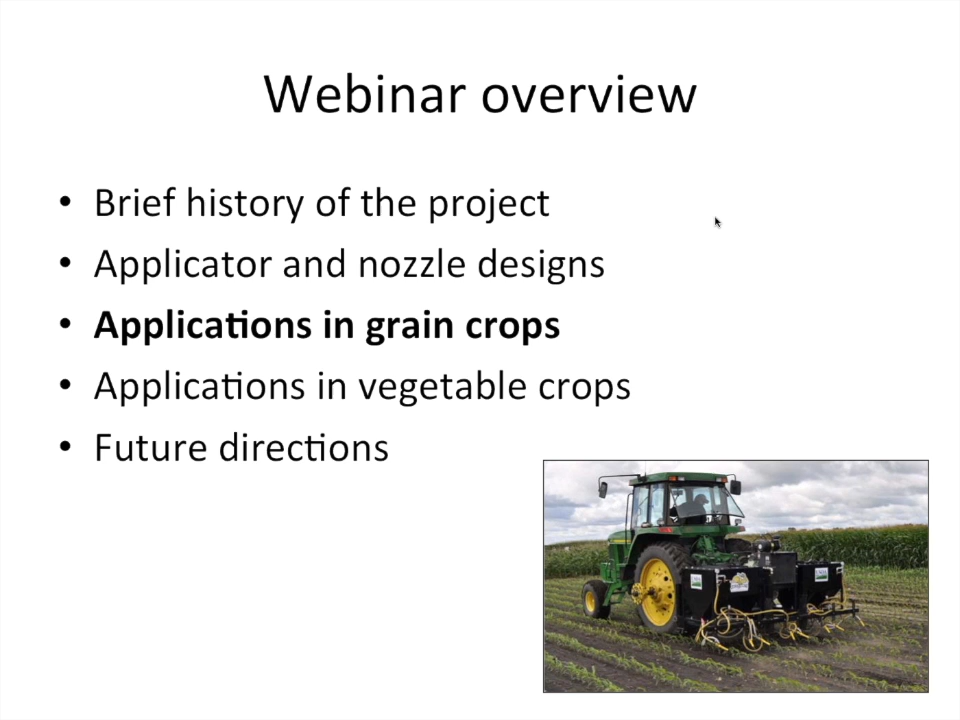 Webinar overview
• Brief history of the project
• Applicator and nozzle designs
• Applications in grain crops
• Applications in vegetable crops
• Future directions